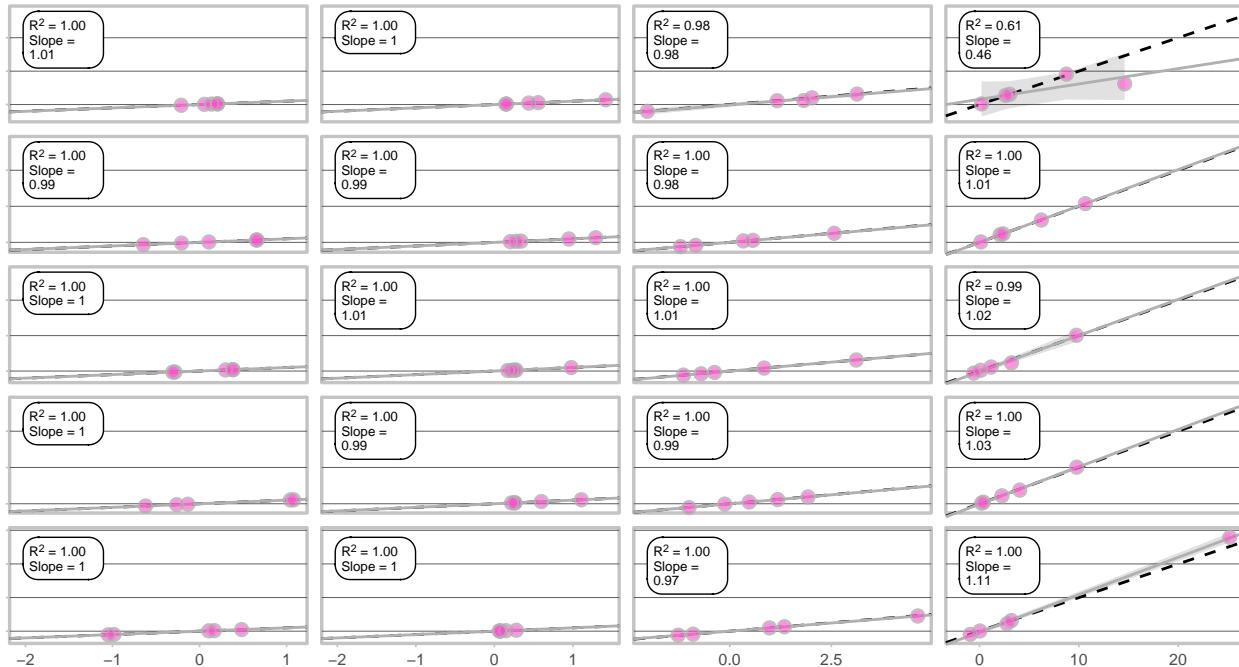 R² = 1.00
Slope =
1.01
R² = 1.00
Slope = 1
R² = 0.98
Slope =
0.98
R² = 0.61
Slope =
0.46
R² = 1.00
Slope =
0.99
R² = 1.00
Slope =
0.99
R² = 1.00
Slope =
0.98
R² = 1.00
Slope =
1.01
R² = 1.00
Slope = 1
R² = 1.00
Slope =
1.01
R² = 1.00
Slope =
1.01
R² = 0.99
Slope =
1.02
R² = 1.00
Slope = 1
R² = 1.00
Slope =
0.99
R² = 1.00
Slope =
0.99
R² = 1.00
Slope =
1.03
R² = 1.00
Slope = 1
R² = 1.00
Slope = 1
R² = 1.00
Slope =
0.97
R² = 1.00
Slope =
1.11
−2 −1 0 1 −2 −1 0 1 0.0 2.5 0 10 20